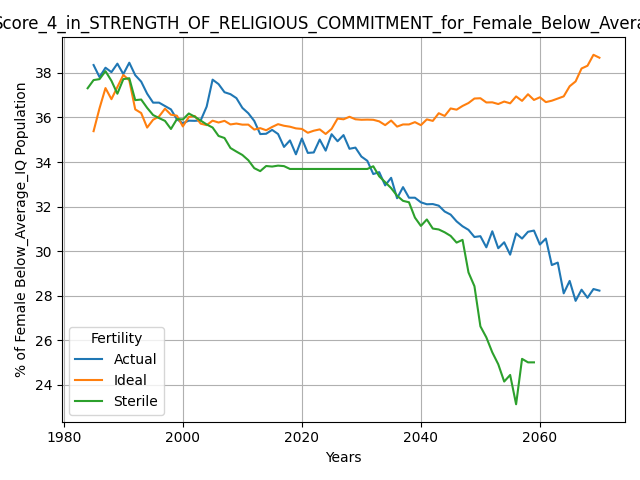 Score_4_in_STRENGTH_OF_RELIGIOUS_COMMITMENT_for_Female_Below_Avera
% of Female Below_Average_IQ Population
38
36
34
32
30
28
26
24
Fertility
Actual
Ideal
Sterile
1980
2000
2020
2040
2060
Years